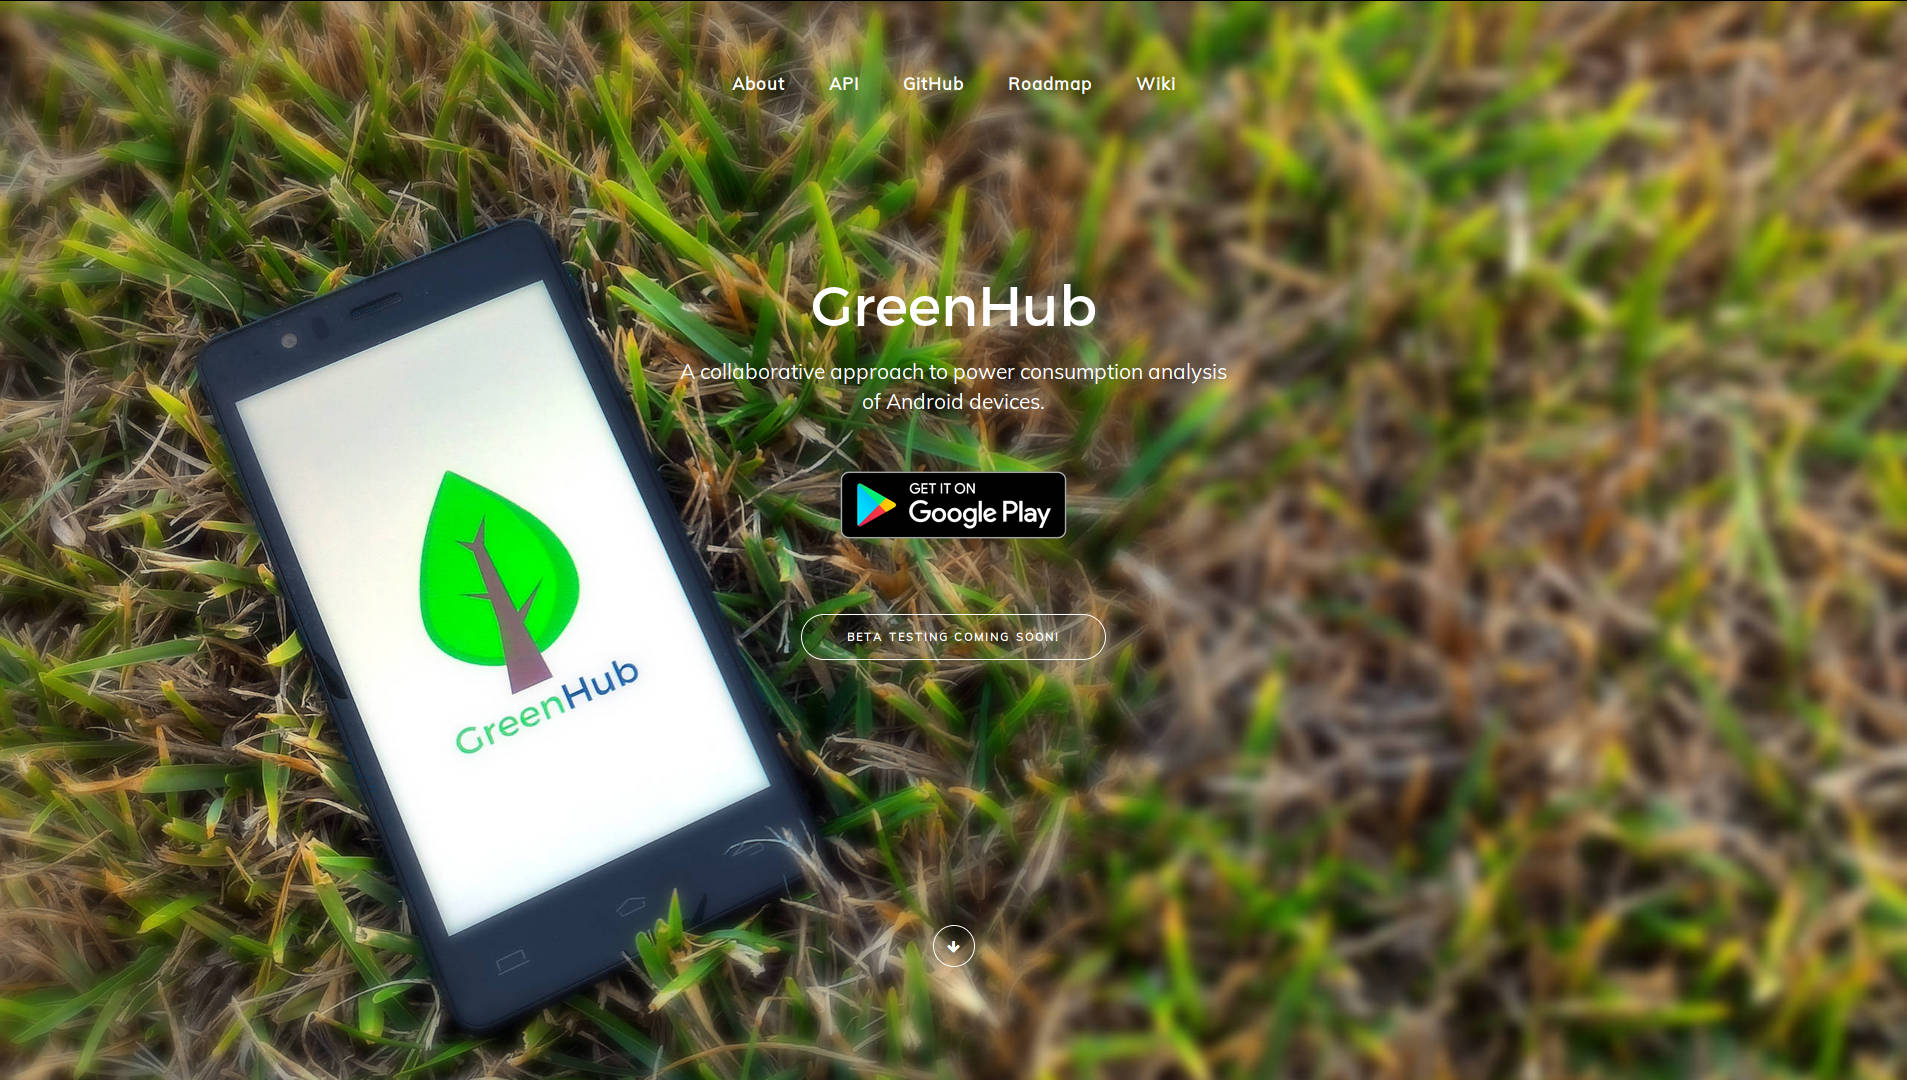 About API GitHub Roadmap Wiki
GreenHub
A collaborative approach to power consumption analysis
of Android devices.
GET IT ON
Google Play
BETA TESTING COMING SOON!
GreenHub